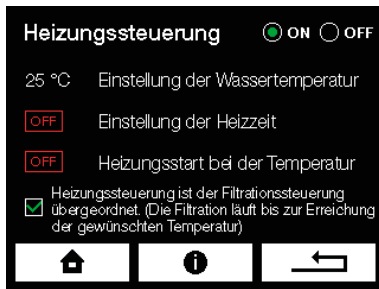 Heizungssteuerung ON OFF
25 °C Einstellung der Wassertemperatur
OFF Einstellung der Heizzeit
OFF Heizungsstart bei der Temperatur
Heizungssteuerung ist der Filtrationssteuerung
übergeordnet. (Die Filtration läuft bis zur Erreichung
der gewünschten Temperatur)